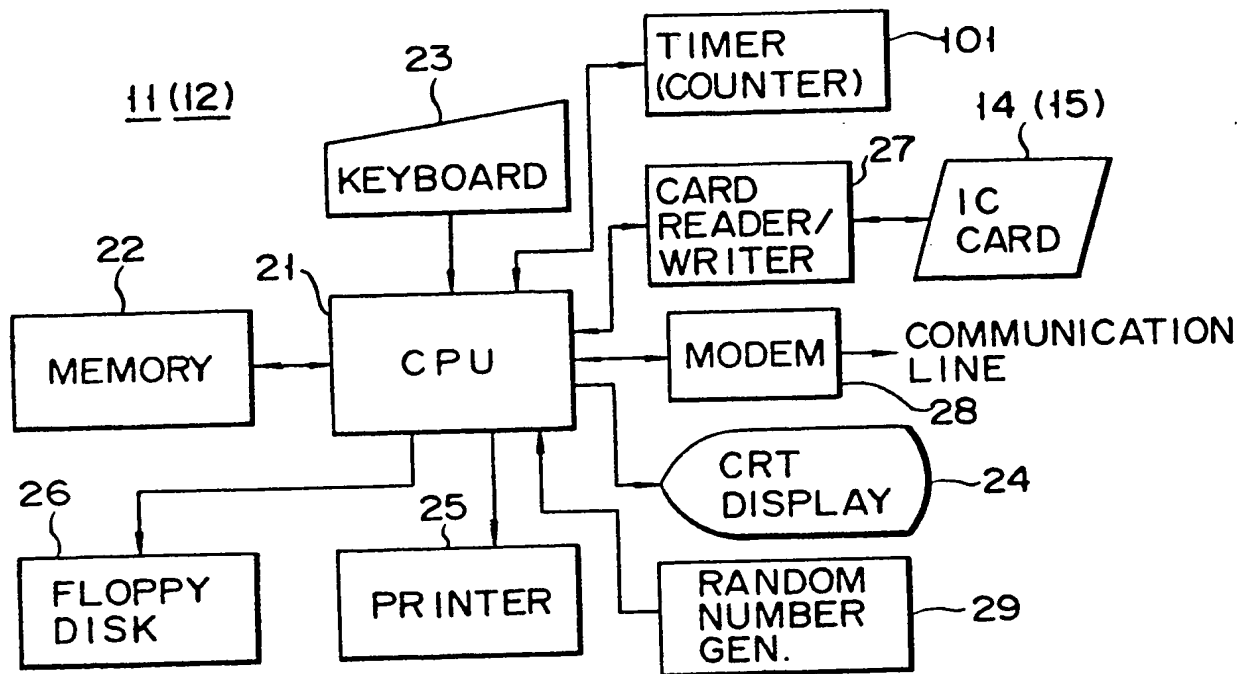 11 (12)
23
KEYBOARD
TIMER
(COUNTER)
101
CARD
READER/
WRITER
27
14 (15)
IC
CARD
22
MEMORY
21
CPU
MODEM
28
COMMUNICATION
LINE
CRT
DISPLAY
24
26
FLOPPY
DISK
25
PRINTER
RANDOM
NUMBER
GEN.
29